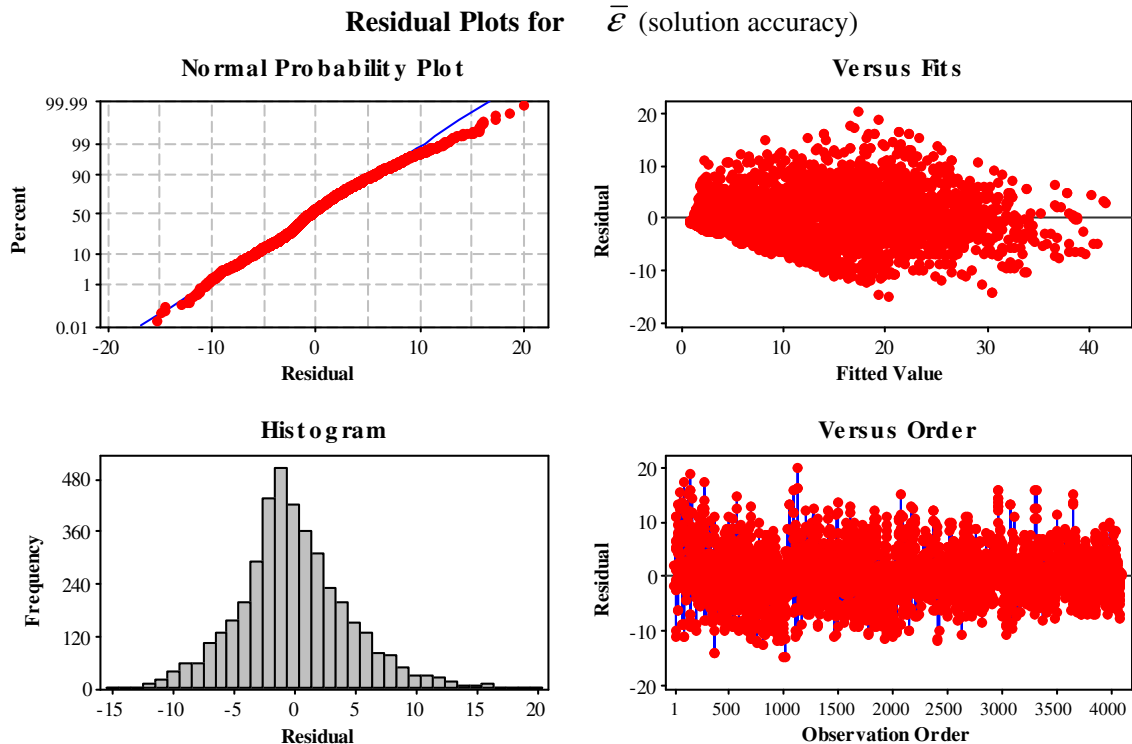 Residual Plots for ε̅ (solution accuracy)
Normal Probability Plot
99.99
99
90
50
10
1
0.01
Percent
-20 -10 0 10 20
Residual
Versus Fits
20
10
0
-10
-20
Residual
0 10 20 30 40
Fitted Value
Histogram
480
360
240
120
0
Frequency
-15 -10 -5 0 5 10 15 20
Residual
Versus Order
20
10
0
-10
-20
Residual
1 500 1000 1500 2000 2500 3000 3500 4000
Observation Order